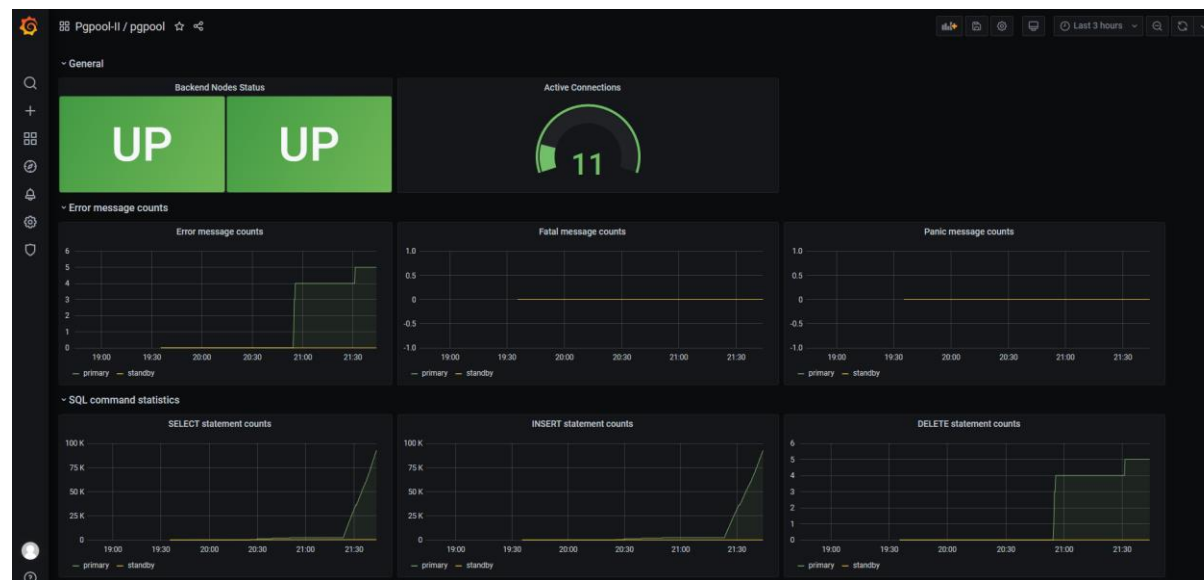 Pgpool-II / pgpool
Last 3 hours
General
Backend Nodes Status
UP
UP
Active Connections
11
Error message counts
Error message counts
6
5
4
3
2
1
0
19:00 19:30 20:00 20:30 21:00 21:30
primary standby
Fatal message counts
1.0
0.5
0
-0.5
-1.0
19:00 19:30 20:00 20:30 21:00 21:30
primary standby
Panic message counts
1.0
0.5
0
-0.5
-1.0
19:00 19:30 20:00 20:30 21:00 21:30
primary standby
SQL command statistics
SELECT statement counts
100 K
75 K
50 K
25 K
0
19:00 19:30 20:00 20:30 21:00 21:30
primary standby
INSERT statement counts
100 K
75 K
50 K
25 K
0
19:00 19:30 20:00 20:30 21:00 21:30
primary standby
DELETE statement counts
6
5
4
3
2
1
0
19:00 19:30 20:00 20:30 21:00 21:30
primary standby